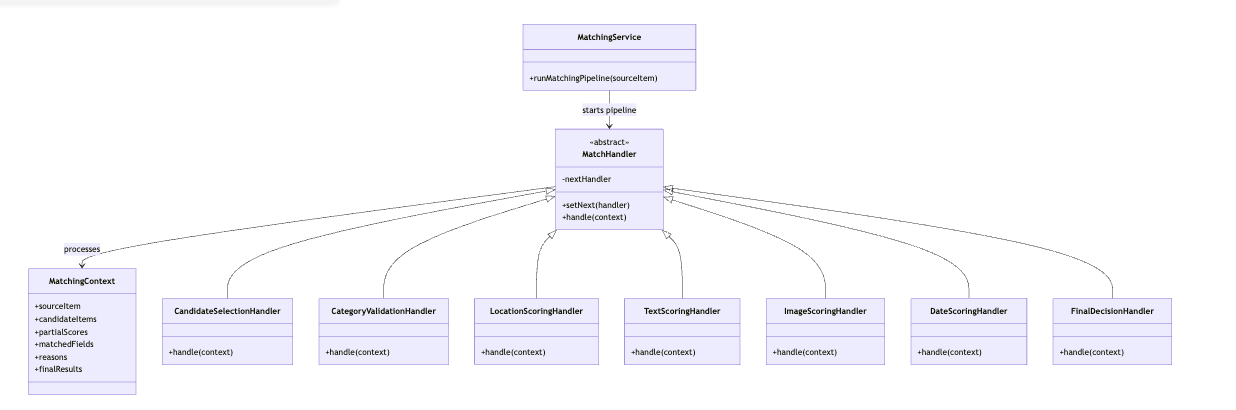 MatchingService
+runMatchingPipeline(sourceItem)
starts pipeline
«abstract»
MatchHandler
-nextHandler
+setNext(handler)
+handle(context)
processes
MatchingContext
+sourceItem
+candidateItems
+partialScores
+matchedFields
+reasons
+finalResults
CandidateSelectionHandler
+handle(context)
CategoryValidationHandler
+handle(context)
LocationScoringHandler
+handle(context)
TextScoringHandler
+handle(context)
ImageScoringHandler
+handle(context)
DateScoringHandler
+handle(context)
FinalDecisionHandler
+handle(context)